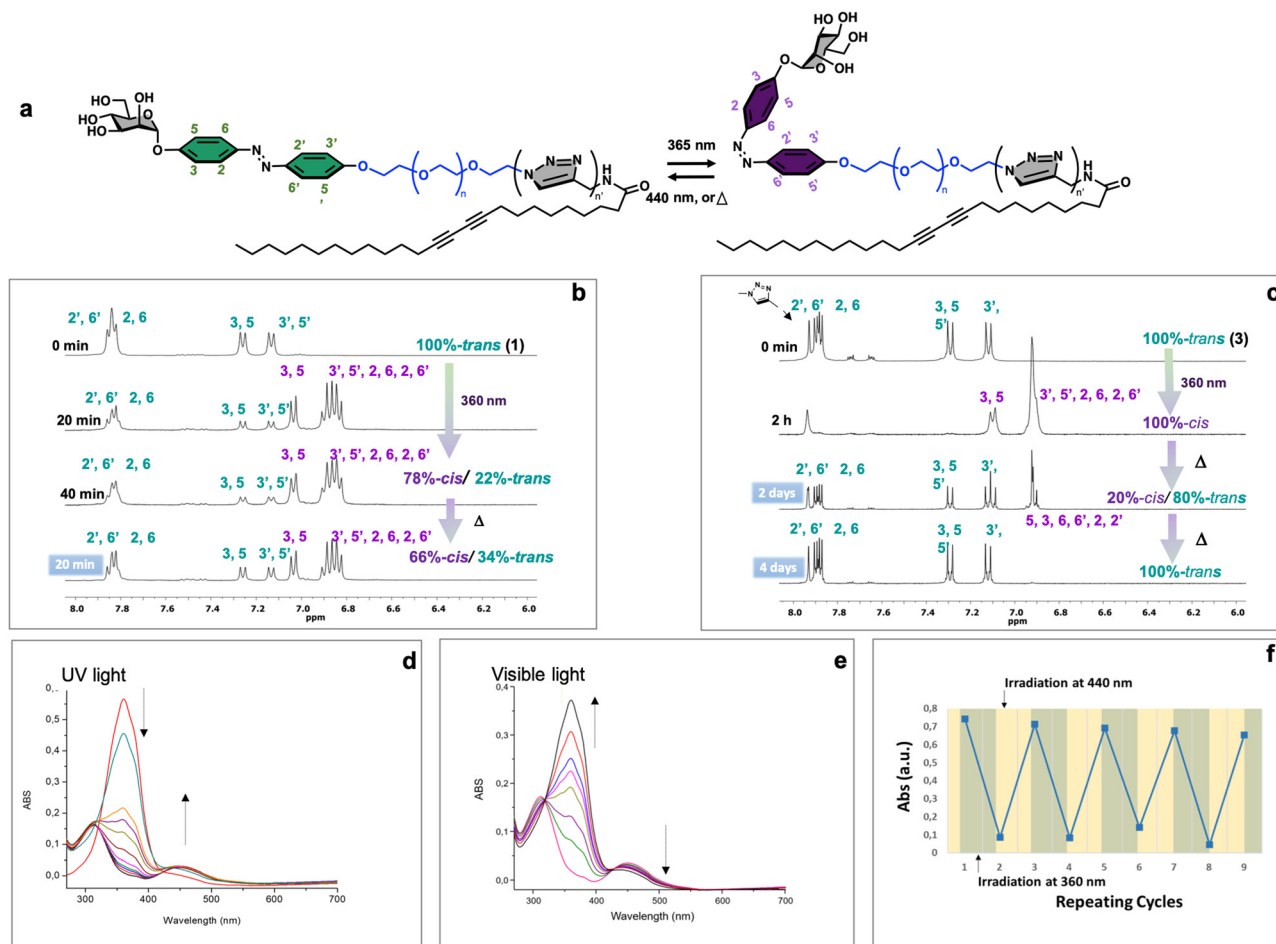 a
HO
OH
HO
HO
OH
O
O
5
6
3
2
N
N
2'
3'
6'
5
'
O
O
n
O
N
N
N
n'
NH
O
365 nm
440 nm, or Δ
HO
HO
OH
OH
O
O
3
2
5
6
N
N
2'
3'
6'
5'
O
O
n
O
N
N
N
n'
NH
O
b
2', 6' 2, 6
3, 5
3', 5'
0 min
100%-trans (1)
3, 5
3', 5', 2, 6, 2, 6'
360 nm
2', 6' 2, 6
3, 5
3', 5'
20 min
3, 5
3', 5', 2, 6, 2, 6'
78%-cis/ 22%-trans
2', 6' 2, 6
3, 5
3', 5'
40 min
Δ
3, 5
3', 5', 2, 6, 2, 6'
66%-cis/ 34%-trans
2', 6' 2, 6
3, 5
3', 5'
20 min
8.0 7.8 7.6 7.4 7.2 7.0 6.8 6.6 6.4 6.2 6.0
ppm
c
N
N
N
2', 6' 2, 6
3, 5
5'
3',
0 min
100%-trans (3)
360 nm
3, 5
3', 5', 2, 6, 2, 6'
2 h
100%-cis
Δ
2', 6' 2, 6
3, 5
5'
3',
2 days
20%-cis/ 80%-trans
5, 3, 6, 6', 2, 2'
2', 6' 2, 6
3, 5
5'
3',
Δ
4 days
100%-trans
8.0 7.8 7.6 7.4 7.2 7.0 6.8 6.6 6.4 6.2 6.0
ppm
d
UV light
0,
0,5
0,4
0,3
0,2
0,1
0,0
ABS
300 400 500 600 700
Wavelength (nm)
e
Visible light
0,4
0,3
0,2
0,1
0,0
ABS
300 400 500 600 700
Wavelength (nm)
f
Irradiation at 440 nm
0,8
0,7
0,6
0,5
0,4
0,3
0,2
0,1
0
Abs (a.u.)
1 2 3 4 5 6 7 8 9
Irradiation at 360 nm
Repeating Cycles